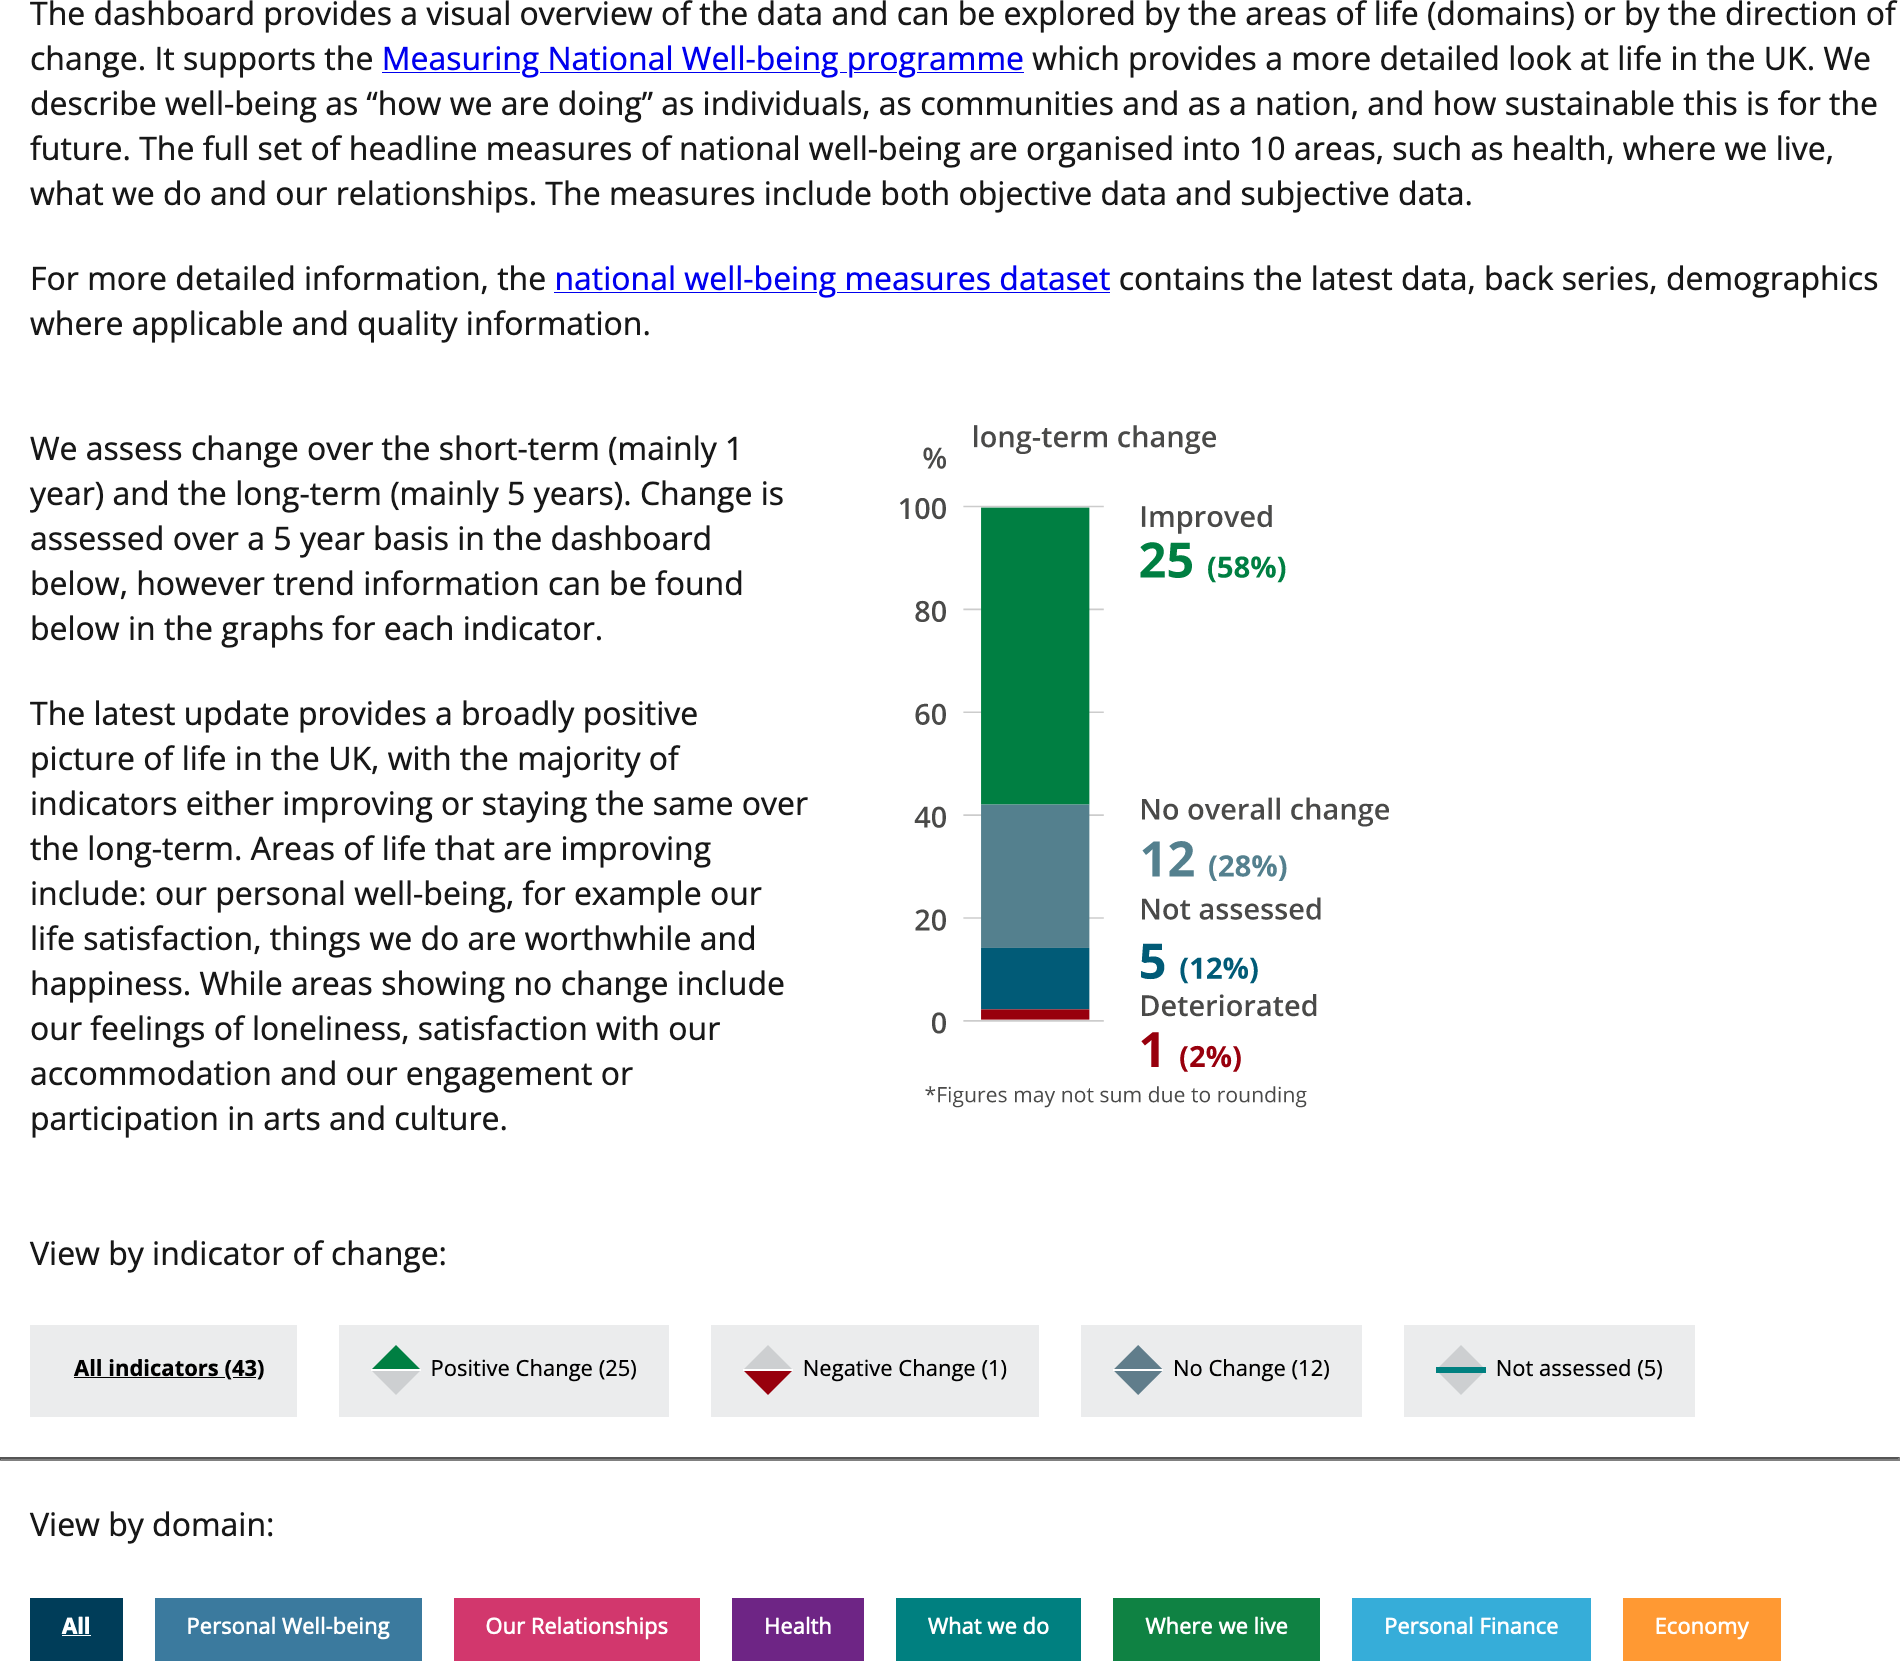 The dashboard provides a visual overview of the data and can be explored by the areas of life (domains) or by the direction of
change. It supports the Measuring National Well-being programme which provides a more detailed look at life in the UK. We
describe well-being as “how we are doing” as individuals, as communities and as a nation, and how sustainable this is for the
future. The full set of headline measures of national well-being are organised into 10 areas, such as health, where we live,
what we do and our relationships. The measures include both objective data and subjective data.
For more detailed information, the national well-being measures dataset contains the latest data, back series, demographics
where applicable and quality information.
We assess change over the short-term (mainly 1
year) and the long-term (mainly 5 years). Change is
assessed over a 5 year basis in the dashboard
below, however trend information can be found
below in the graphs for each indicator.
The latest update provides a broadly positive
picture of life in the UK, with the majority of
indicators either improving or staying the same over
the long-term. Areas of life that are improving
include: our personal well-being, for example our
life satisfaction, things we do are worthwhile and
happiness. While areas showing no change include
our feelings of loneliness, satisfaction with our
accommodation and our engagement or
participation in arts and culture.
long-term change
%
100
80
60
40
20
0
Improved
25 (58%)
No overall change
12 (28%)
Not assessed
5 (12%)
Deteriorated
1 (2%)
*Figures may not sum due to rounding
View by indicator of change:
All indicators (43)
Positive Change (25)
Negative Change (1)
No Change (12)
Not assessed (5)
View by domain:
All
Personal Well-being
Our Relationships
Health
What we do
Where we live
Personal Finance
Economy